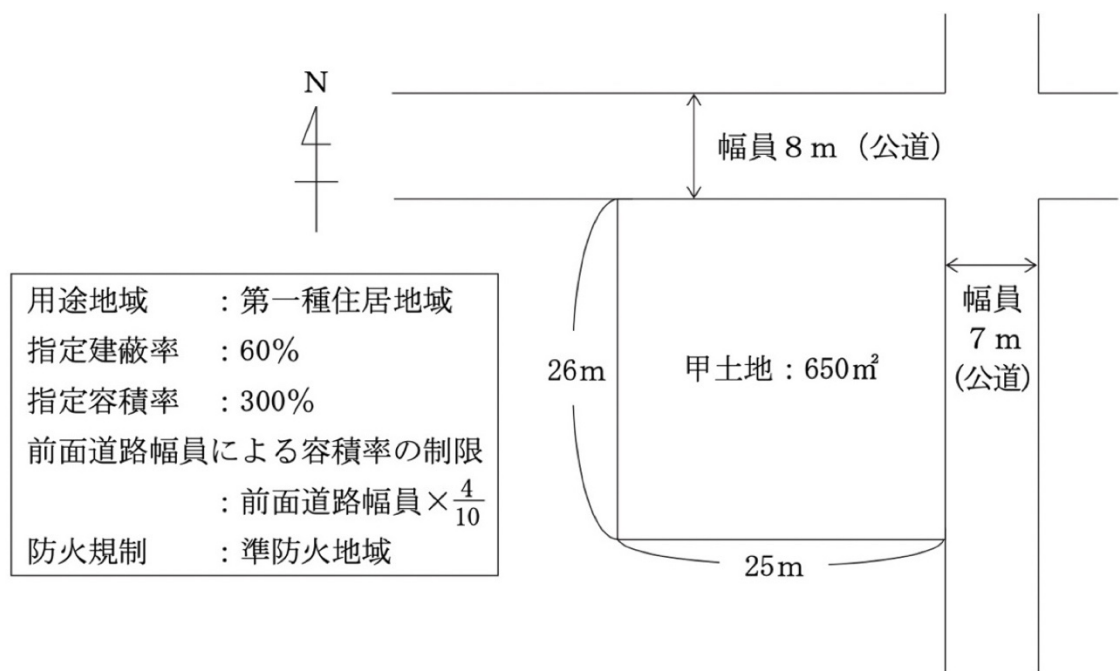 N
幅員8m(公道)
用途地域 :第一種住居地域
指定建蔽率 :60%
指定容積率 :300%
前面道路幅員による容積率の制限
:前面道路幅員×4/10
防火規制 :準防火地域
26m
甲土地:650㎡
幅員
7m
(公道)
25m